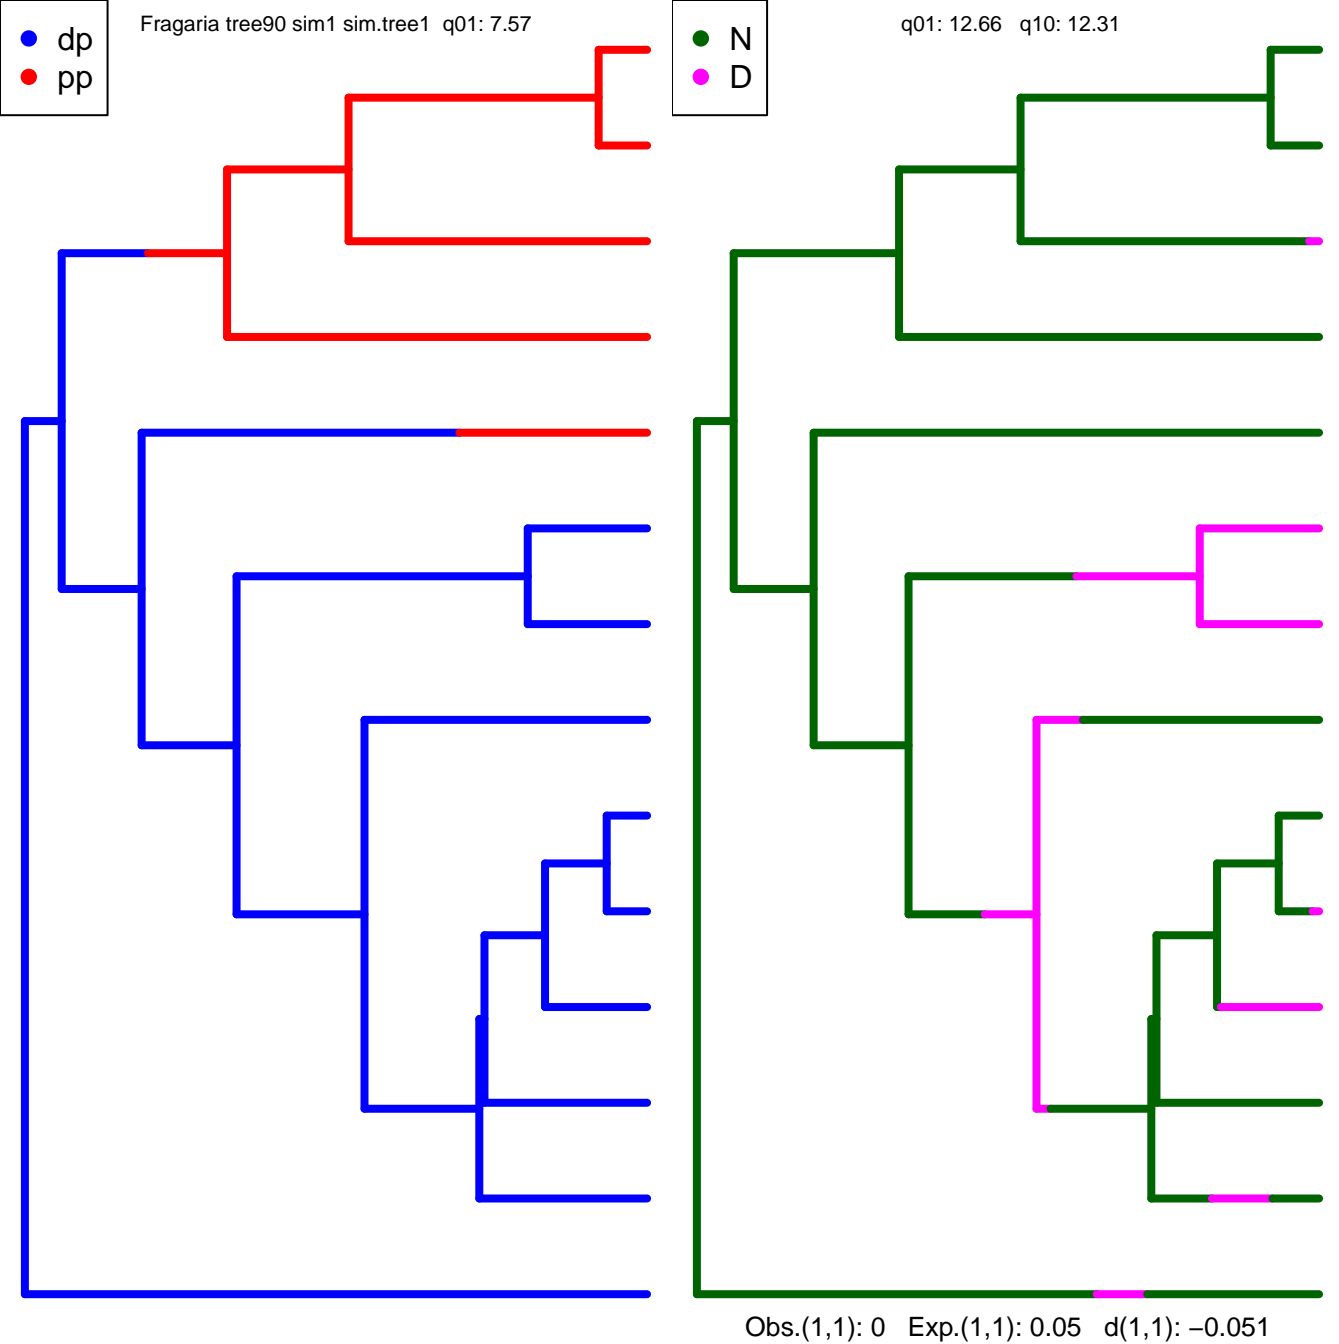 Fragaria tree90 sim1 sim.tree1 q01: 7.57
dp
pp
q01: 12.66 q10: 12.31
N
D
Obs.(1,1): 0 Exp.(1,1): 0.05 d(1,1): −0.051